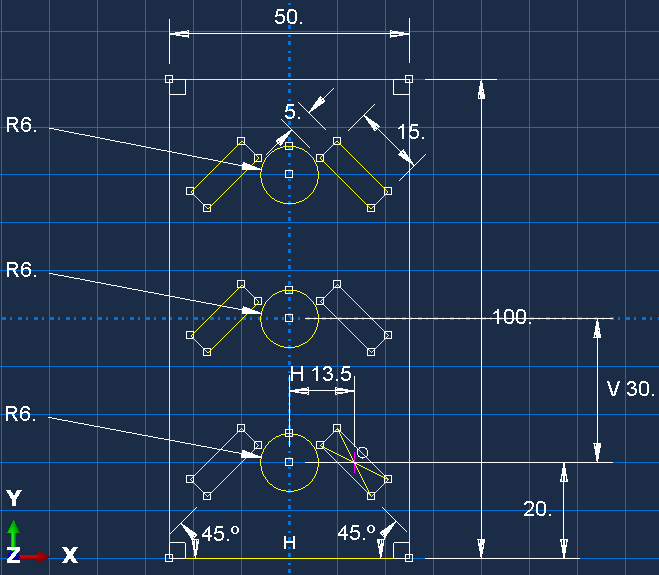 50.
5.
15.
R6.
R6.
100.
H 13.5
V 30.
R6.
20.
45.º
H
45.º
Y
Z
X